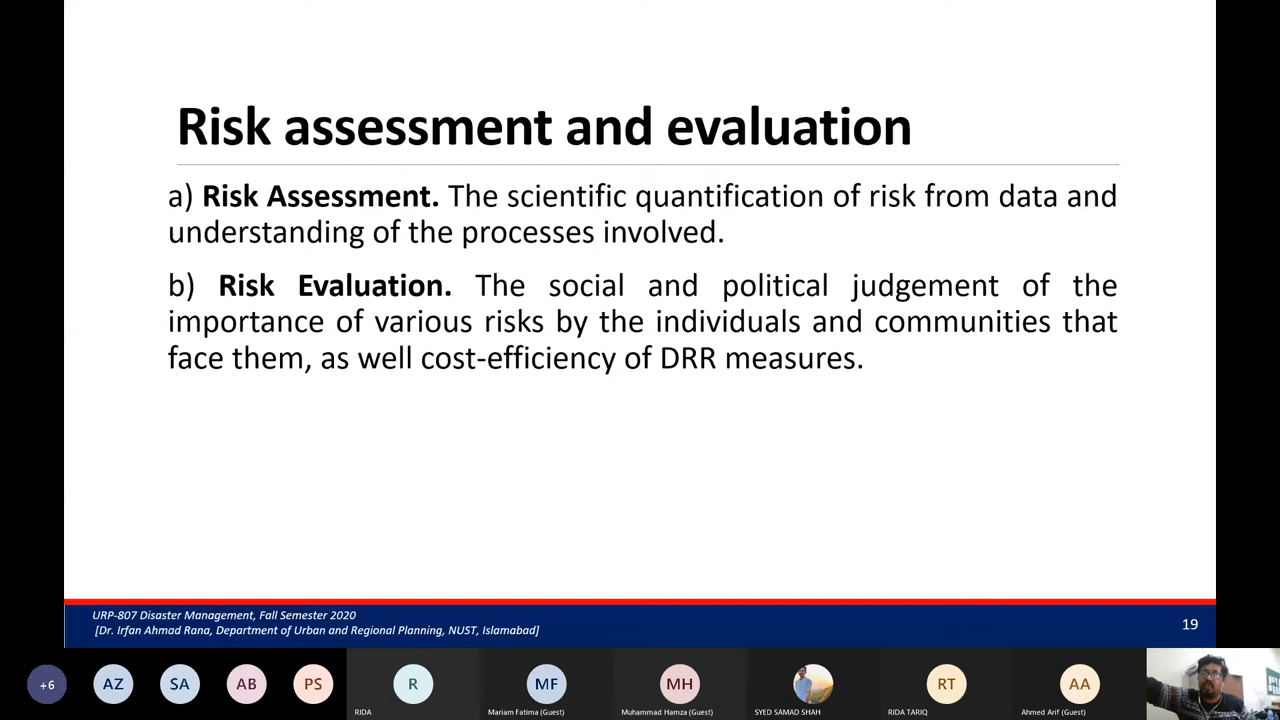 Risk assessment and evaluation
a) Risk Assessment. The scientific quantification of risk from data and
understanding of the processes involved.
b) Risk Evaluation. The social and political judgement of the
importance of various risks by the individuals and communities that
face them, as well cost-efficiency of DRR measures.
URP-807 Disaster Management, Fall Semester 2020
[Dr. Irfan Ahmad Rana, Department of Urban and Regional Planning, NUST, Islamabad]
19
+6
AZ
SA
AB
PS
R
MF
MH
RT
AA
RIDA
Mariam Fatima (Guest)
Muhammad Hamza (Guest)
SYED SAMAD SHAH
RIDA TARIQ
Ahmed Arif (Guest)